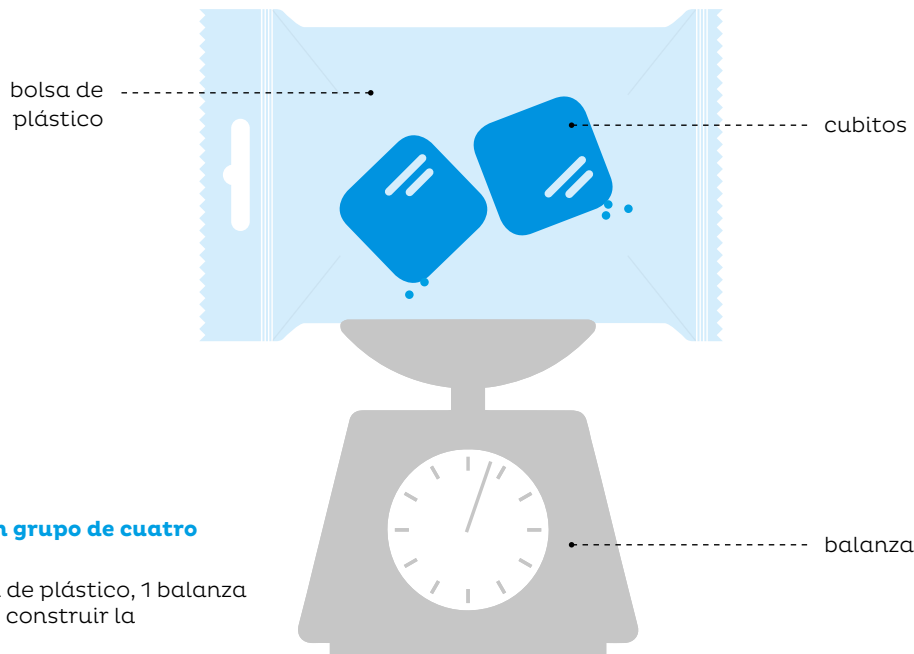 bolsa de
plástico
cubitos
grupo de cuatro
balanza
de plástico, 1 balanza
construir la